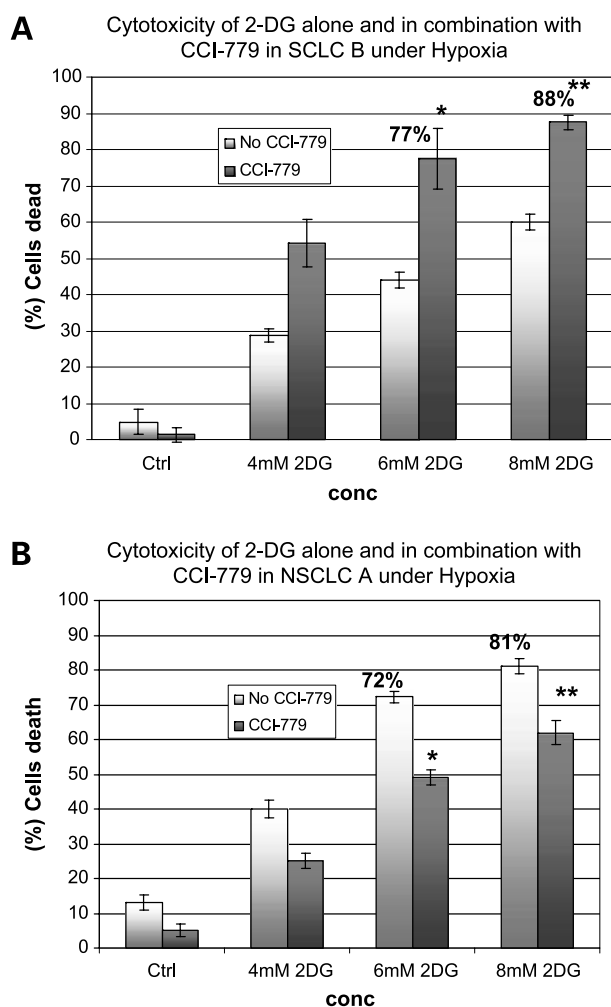 A
Cytotoxicity of 2-DG alone and in combination with
CCI-779 in SCLC B under Hypoxia
100
90
80
70
60
50
40
30
20
10
0
(%) Cells dead
No CCI-779
CCI-779
77%
*
88%
**
Ctrl
4mM 2DG
6mM 2DG
8mM 2DG
conc
B
Cytotoxicity of 2-DG alone and in combination with
CCI-779 in NSCLC A under Hypoxia
100
90
80
70
60
50
40
30
20
10
0
(%) Cells death
No CCI-779
CCI-779
72%
*
81%
**
Ctrl
4mM 2DG
6mM 2DG
8mM 2DG
conc